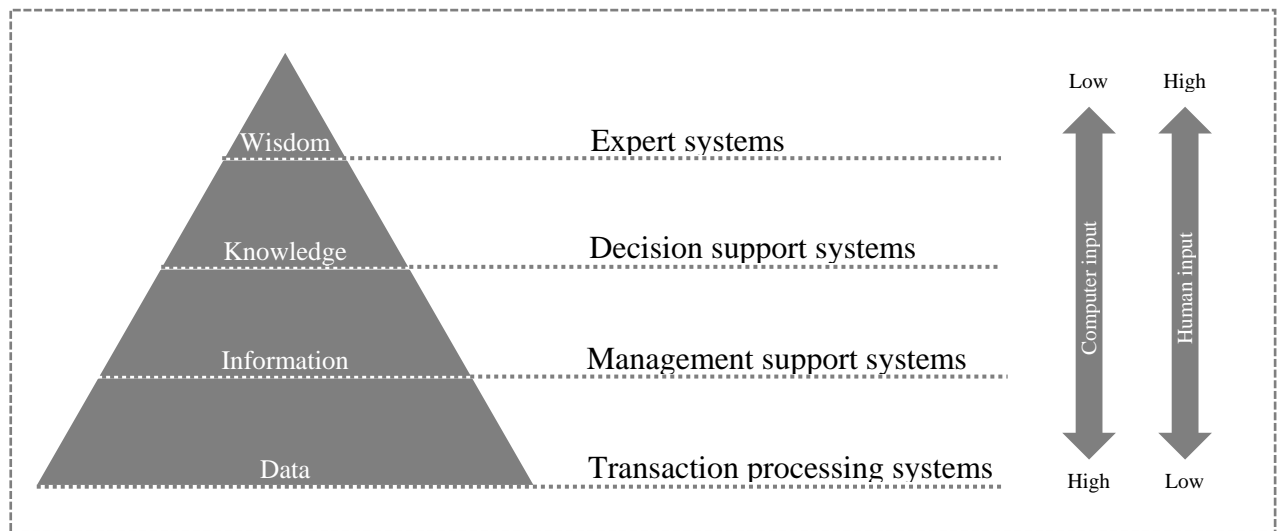 Low
High
Wisdom
Expert systems
Knowledge
Decision support systems
Computer input
Human input
Information
Management support systems
Data
Transaction processing systems
High
Low